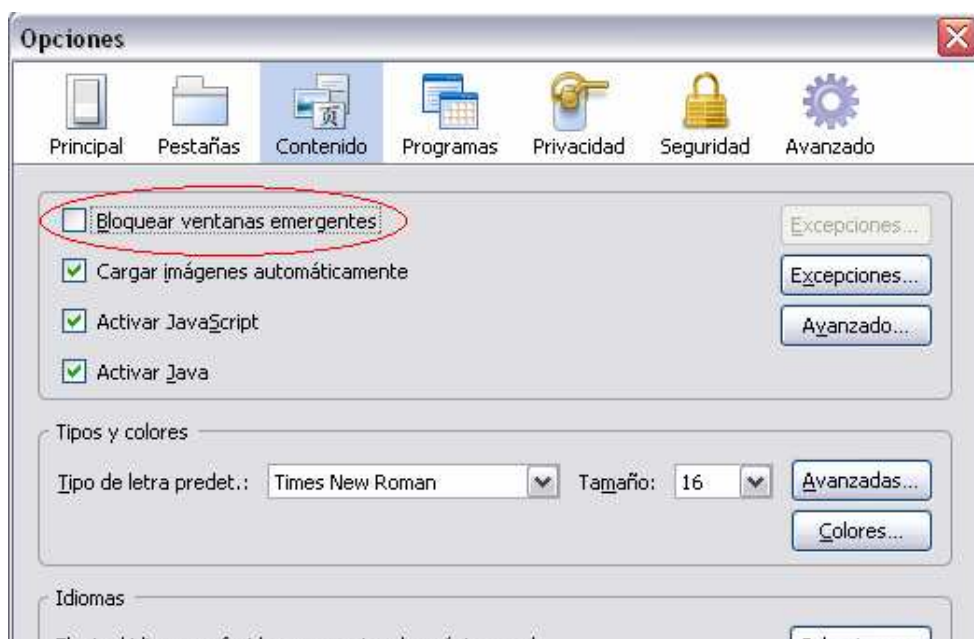 Opciones
Principal Pestañas Contenido Programas Privacidad Seguridad Avanzado
页
Bloquear ventanas emergentes Excepciones...
Cargar imágenes automáticamente Excepciones...
Activar JavaScript Avanzado...
Activar Java
Tipos y colores
Tipo de letra predet.: Times New Roman Tamaño: 16 Avanzadas...
Colores...
Idiomas